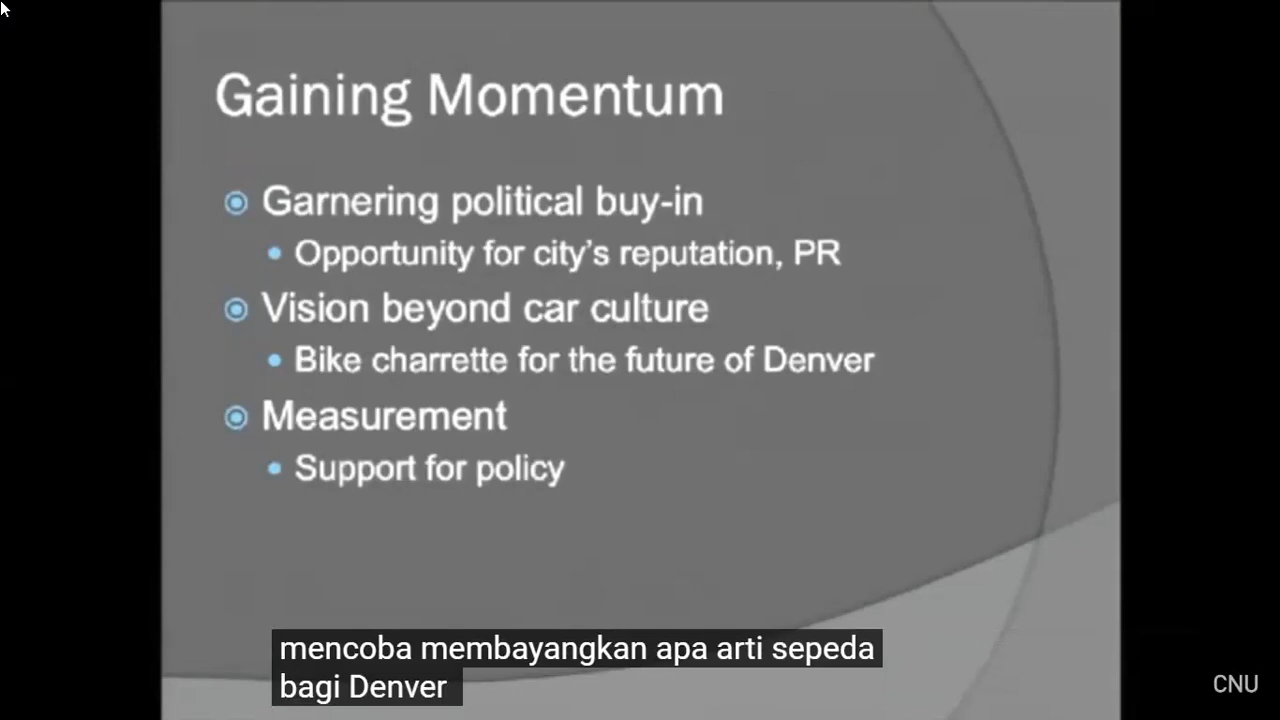 Gaining Momentum
Garnering political buy-in
Opportunity for city's reputation, PR
Vision beyond car culture
Bike charrette for the future of Denver
Measurement
Support for policy
mencoba membayangkan apa arti sepeda
bagi Denver
CNU